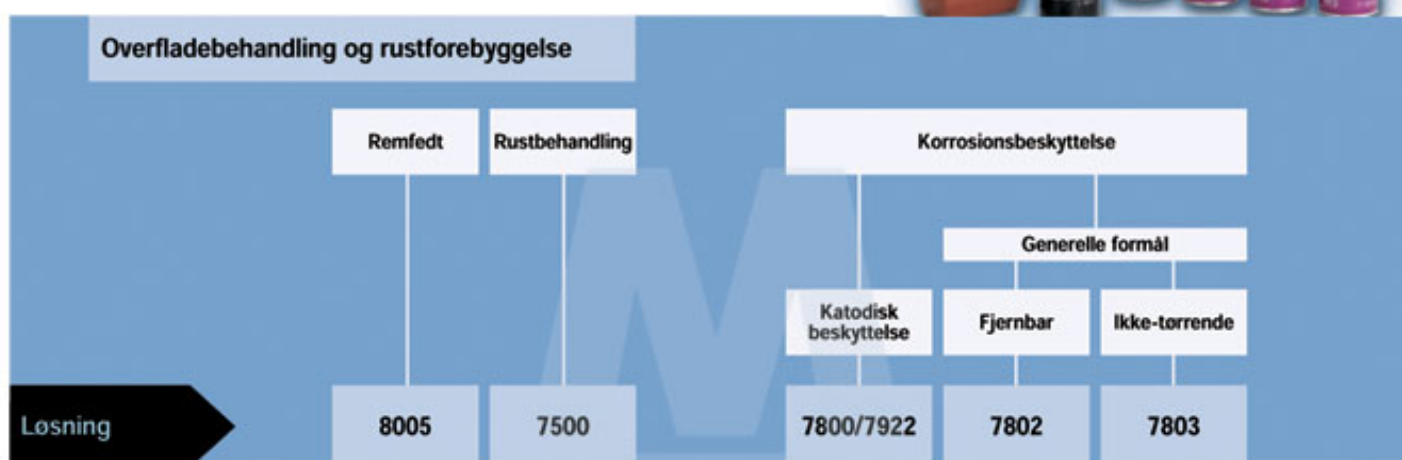 Overfladebehandling og rustforebyggelse
Remfedt
Rustbehandling
Korrosionsbeskyttelse
Generelle formål
Katodisk
beskyttelse
Fjernbar
Ikke-tørrende
Løsning
8005
7500
7800/7922
7802
7803